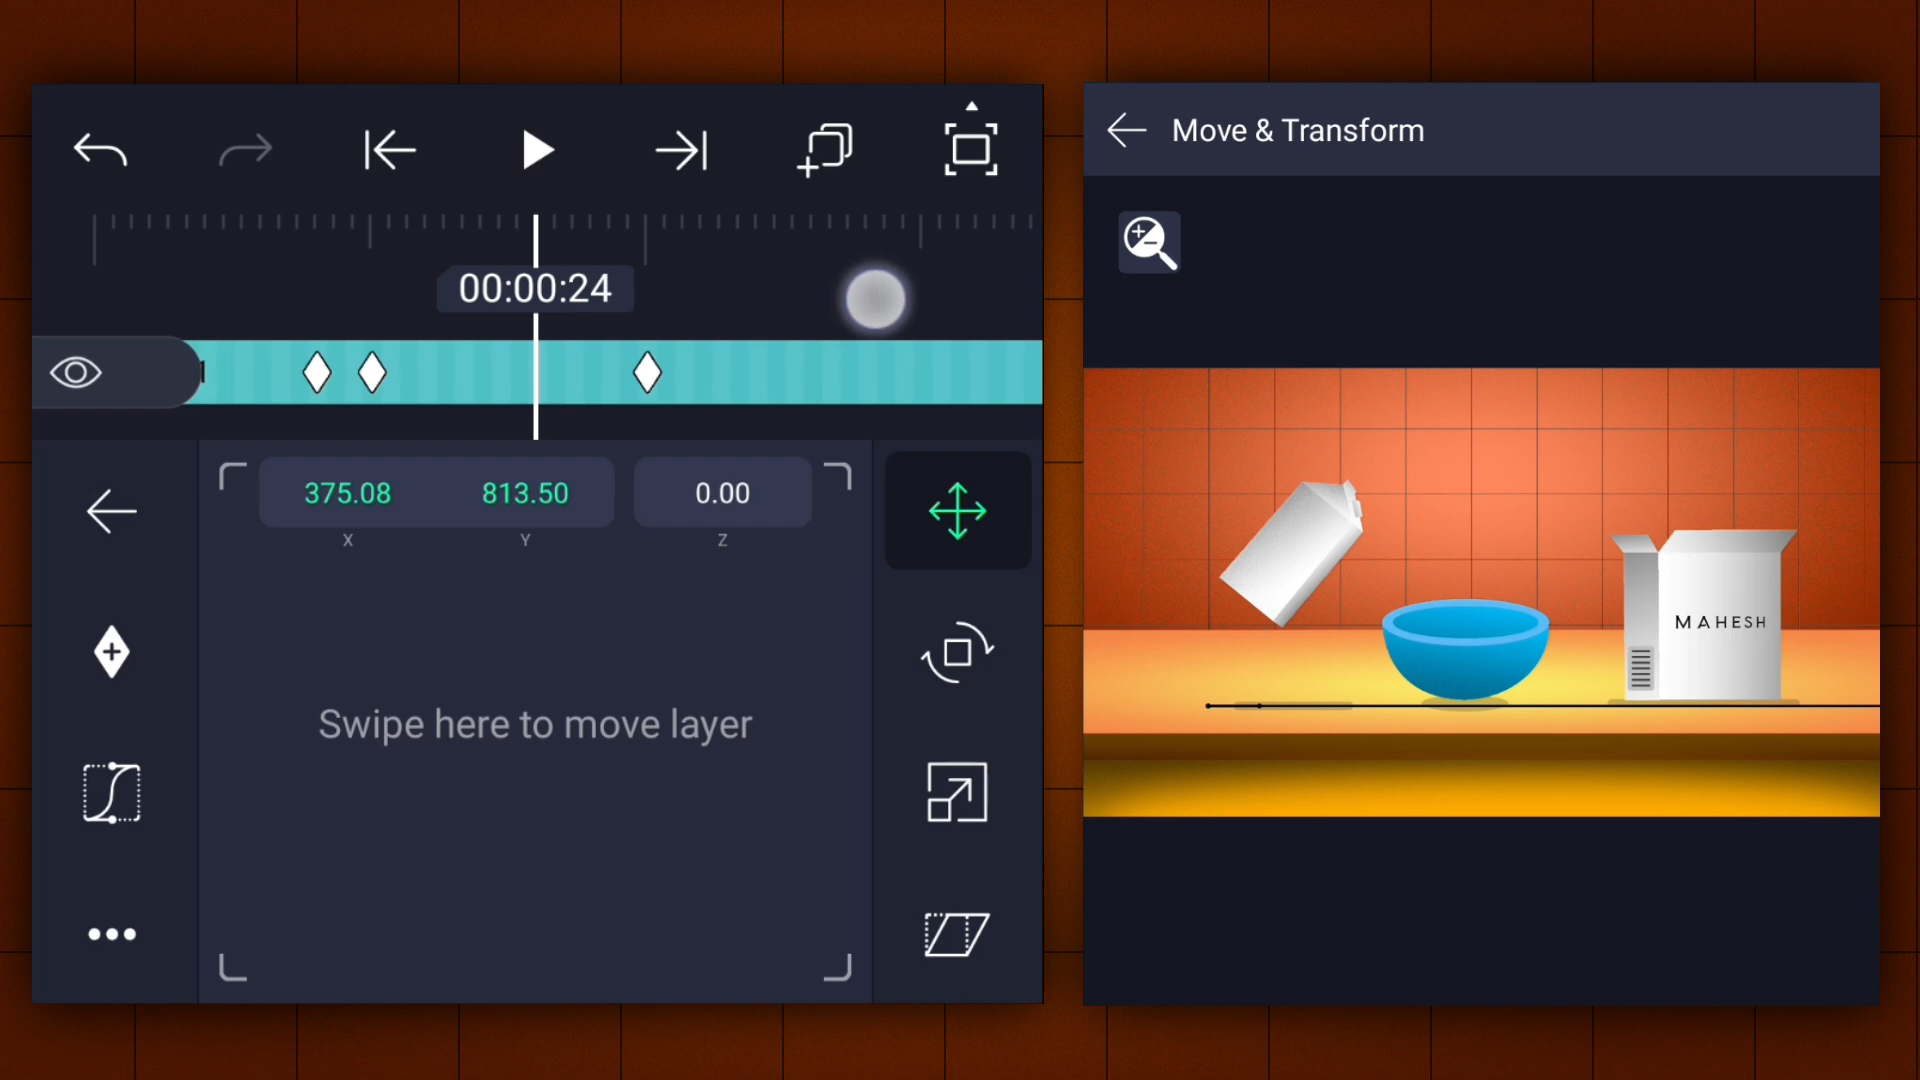 Move & Transform
00:00:24
375.08 813.50 0.00
X Y Z
Swipe here to move layer
MAHESH